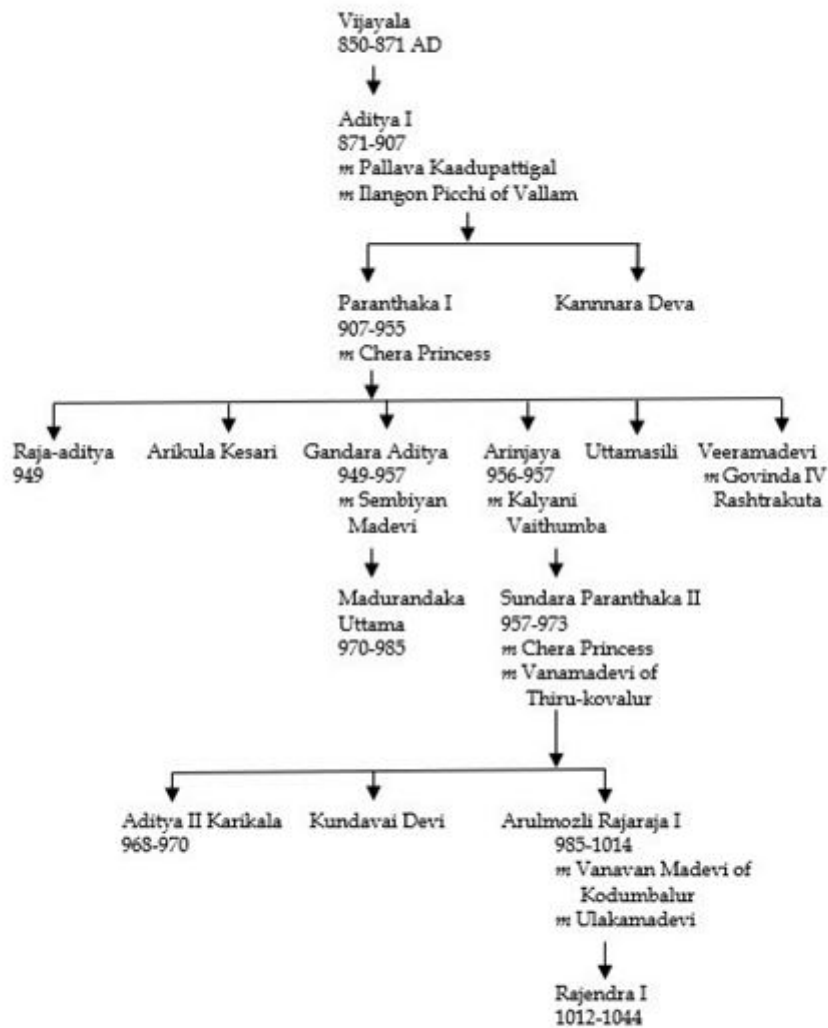 Vijayala
850-871 AD
Aditya I
871-907
m Pallava Kaadupattigal
m Ilangon Picchi of Vallam
Paranthaka I
907-955
m Chera Princess
Kannnara Deva
Raja-aditya
949
Arikula Kesari
Gandara Aditya
949-957
m Sembiyan
Madevi
Arinjaya
956-957
m Kalyani
Vaithumba
Uttamasili
Veeramadevi
m Govinda IV
Rashtrakuta
Madurandaka
Uttama
970-985
Sundara Paranthaka II
957-973
m Chera Princess
m Vanamadevi of
Thiru-kovalur
Aditya II Karikala
968-970
Kundavai Devi
Arulmozli Rajaraja I
985-1014
m Vanavan Madevi of
Kodumbalur
m Ulakamadevi
Rajendra I
1012-1044